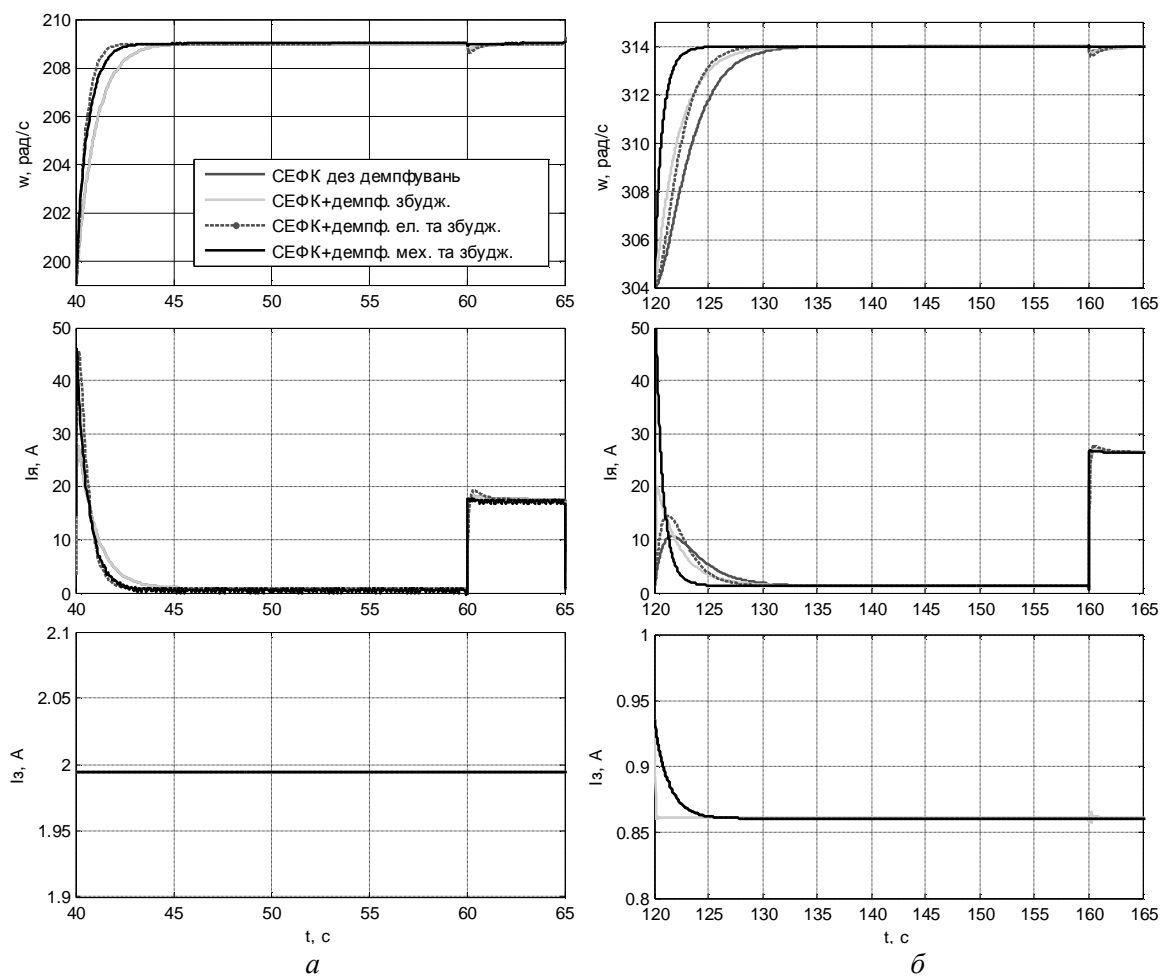 210
208
206
204
202
200
w, рад/с
СЕФК дез демпфувань
СЕФК+демпф. збудж.
СЕФК+демпф. ел. та збудж.
СЕФК+демпф. мех. та збудж.
40 45 50 55 60 65
50
40
30
20
10
0
Iя, А
40 45 50 55 60 65
2.1
2.05
2
1.95
1.9
Iз, А
40 45 50 55 60 65
t, с
а
314
312
310
308
306
304
w, рад/с
120 125 130 135 140 145 150 155 160 165
50
40
30
20
10
0
Iя, А
120 125 130 135 140 145 150 155 160 165
1
0.95
0.9
0.85
0.8
Iз, А
120 125 130 135 140 145 150 155 160 165
t, с
б